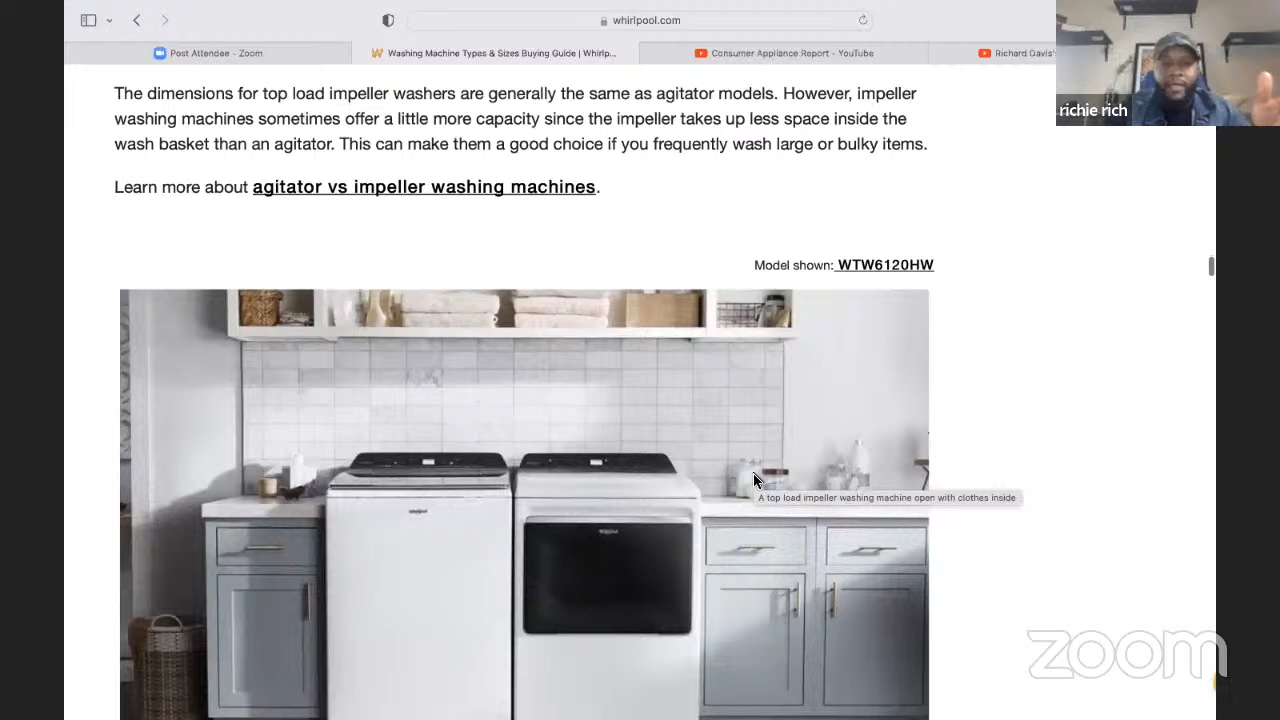 whirlpool.com
Post Attendee - Zoom
Washing Machine Types & Sizes Buying Guide | Whirlp...
Consumer Appliance Report - YouTube
Richard Davis'
richie rich
The dimensions for top load impeller washers are generally the same as agitator models. However, impeller
washing machines sometimes offer a little more capacity since the impeller takes up less space inside the
wash basket than an agitator. This can make them a good choice if you frequently wash large or bulky items.
Learn more about agitator vs impeller washing machines.
Model shown: WTW6120HW
A top load impeller washing machine open with clothes inside
Whirlpool
Whirlpool
zoom